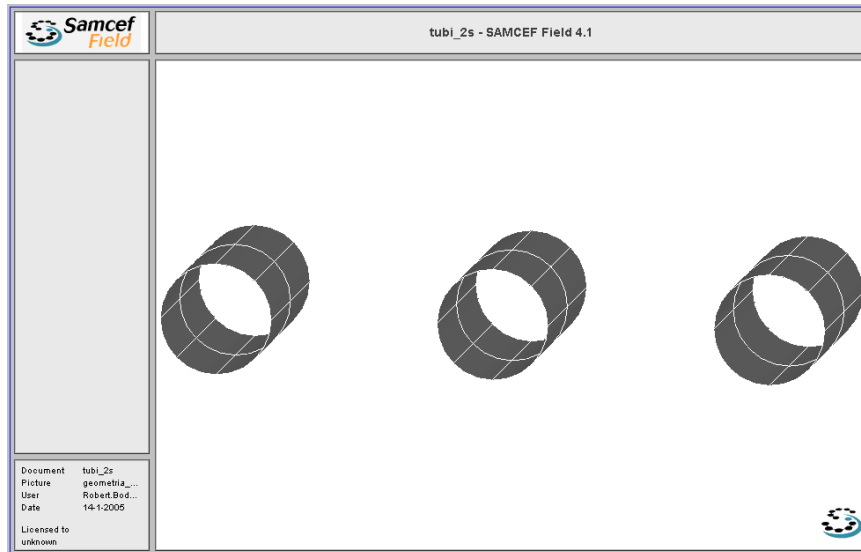 Samcef
Field
tubi_2s - SAMCEF Field 4.1
Document tubi_2s
Picture geometria_...
User Robert.Bod...
Date 14-1-2005
Licensed to
unknown